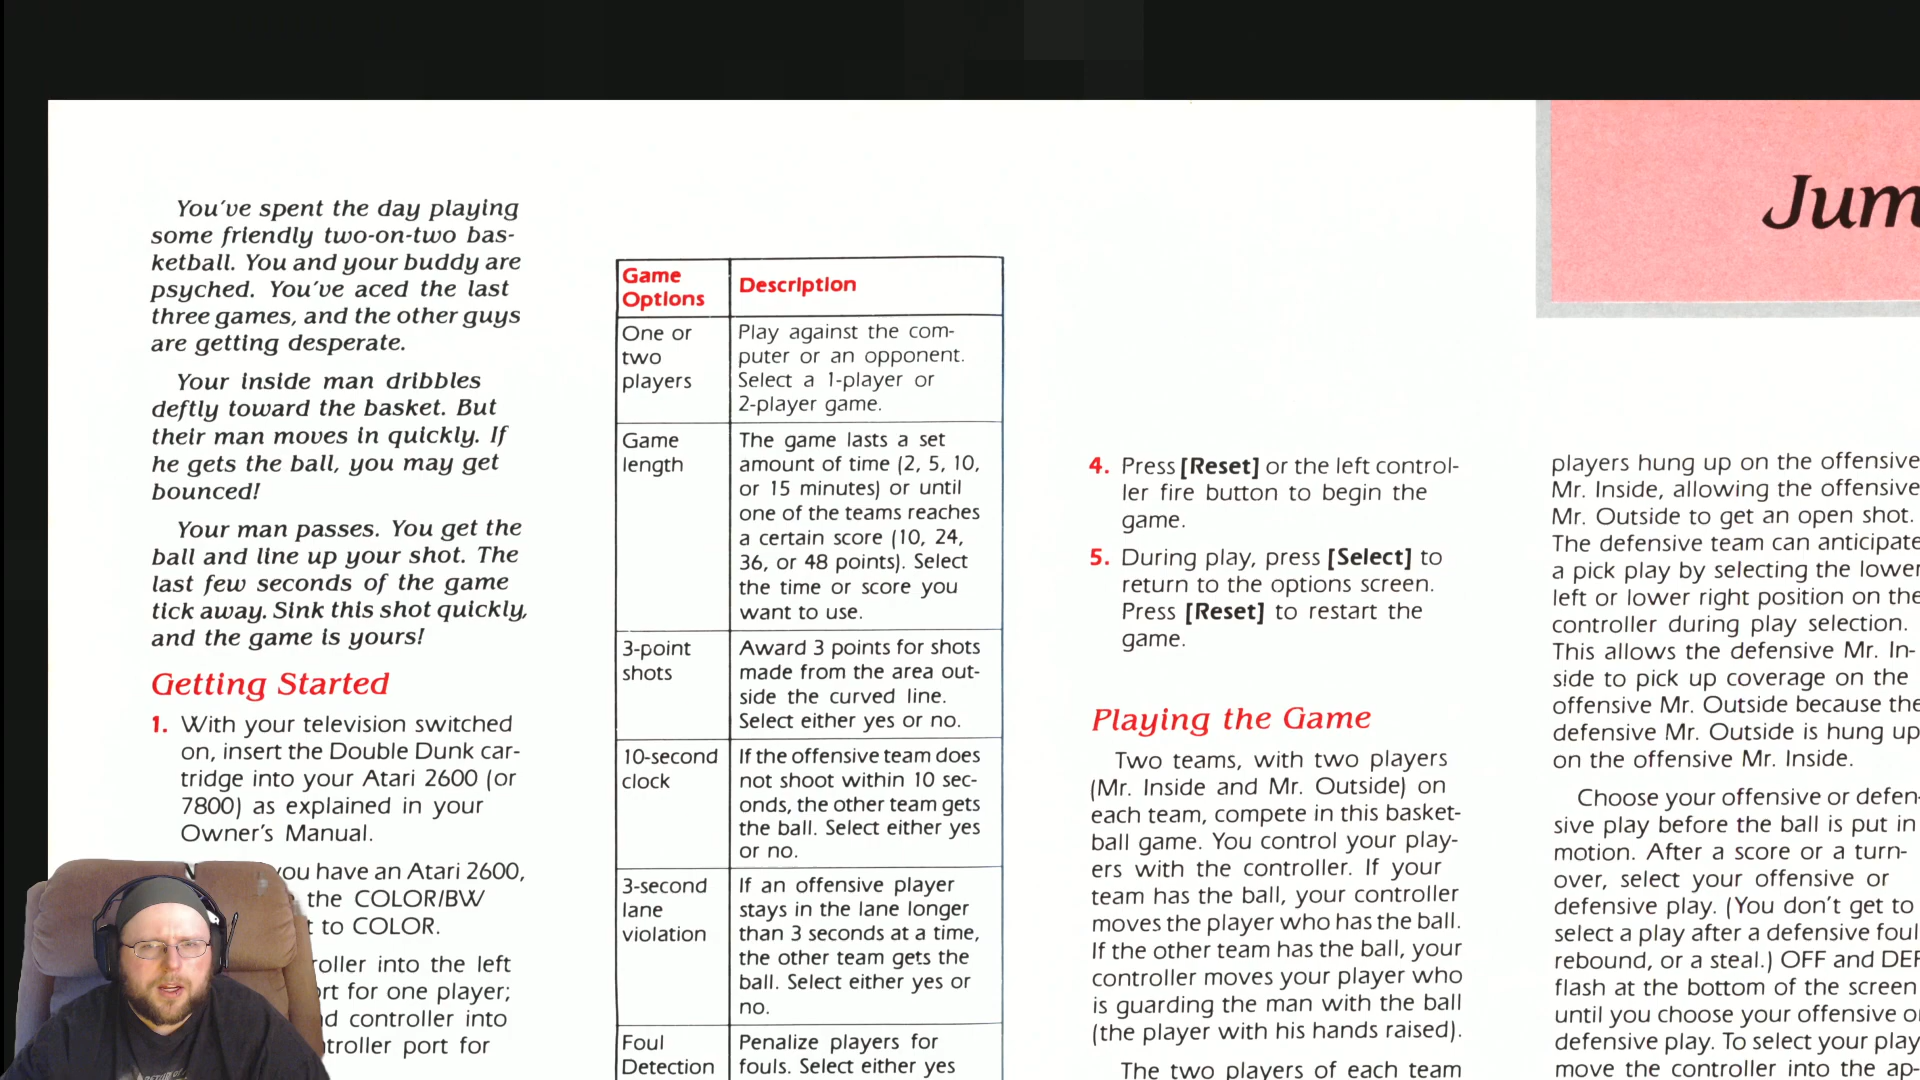 You've spent the day playing
some friendly two-on-two bas-
ketball. You and your buddy are
psyched. You've aced the last
three games, and the other guys
are getting desperate.
Your inside man dribbles
deftly toward the basket. But
their man moves in quickly. If
he gets the ball, you may get
bounced!
Your man passes. You get the
ball and line up your shot. The
last few seconds of the game
tick away. Sink this shot quickly,
and the game is yours!
Getting Started
1. With your television switched
on, insert the Double Dunk car-
tridge into your Atari 2600 (or
7800) as explained in your
Owner's Manual.
you have an Atari 2600,
the COLOR/BW
to COLOR.
into the left
for one player;
controller into
port for
Game
Options
Description
One or
two
players
Play against the com-
puter or an opponent.
Select a 1-player or
2-player game.
Game
length
The game lasts a set
amount of time (2, 5, 10,
or 15 minutes) or until
one of the teams reaches
a certain score (10, 24,
36, or 48 points). Select
the time or score you
want to use.
3-point
shots
Award 3 points for shots
made from the area out-
side the curved line.
Select either yes or no.
10-second
clock
If the offensive team does
not shoot within 10 sec-
onds, the other team gets
the ball. Select either yes
or no.
3-second
lane
violation
If an offensive player
stays in the lane longer
than 3 seconds at a time,
the other team gets the
ball. Select either yes or
no.
Foul
Detection
Penalize players for
fouls. Select either yes
4. Press [Reset] or the left control-
ler fire button to begin the
game.
5. During play, press [Select] to
return to the options screen.
Press [Reset] to restart the
game.
Playing the Game
Two teams, with two players
(Mr. Inside and Mr. Outside) on
each team, compete in this basket-
ball game. You control your play-
ers with the controller. If your
team has the ball, your controller
moves the player who has the ball.
If the other team has the ball, your
controller moves your player who
is guarding the man with the ball
(the player with his hands raised).
The two players of each team
Jum
players hung up on the offensive
Mr. Inside, allowing the offensive
Mr. Outside to get an open shot.
The defensive team can anticipate
a pick play by selecting the lower
left or lower right position on the
controller during play selection.
This allows the defensive Mr. In-
side to pick up coverage on the
offensive Mr. Outside because the
defensive Mr. Outside is hung up
on the offensive Mr. Inside.
Choose your offensive or defen-
sive play before the ball is put in
motion. After a score or a turn-
over, select your offensive or
defensive play. (You don't get to
select a play after a defensive foul
rebound, or a steal.) OFF and DEF
flash at the bottom of the screen
until you choose your offensive or
defensive play. To select your play
move the controller into the ap-